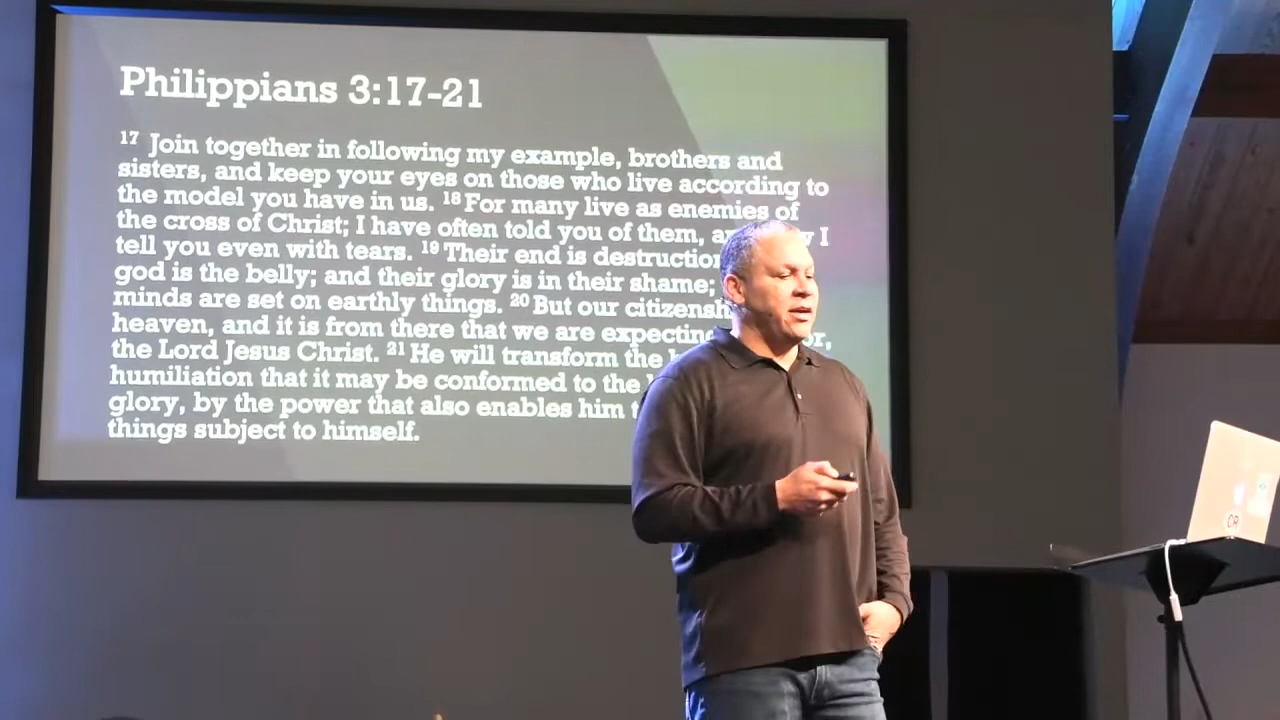 Philippians 3:17-21
17 Join together in following my example, brothers and
sisters, and keep your eyes on those who live according to
the model you have in us. 18 For many live as enemies of
the cross of Christ; I have often told you of them, I
tell you even with tears. 19 Their end is
god is the belly; and their glory is in their shame;
minds are set on earthly things. 20 But our
heaven, and it is from there that we are
the Lord Jesus Christ. 21 He will transform the
humiliation that it may be conformed to the
glory, by the power that also enables him
things subject to himself.
CR